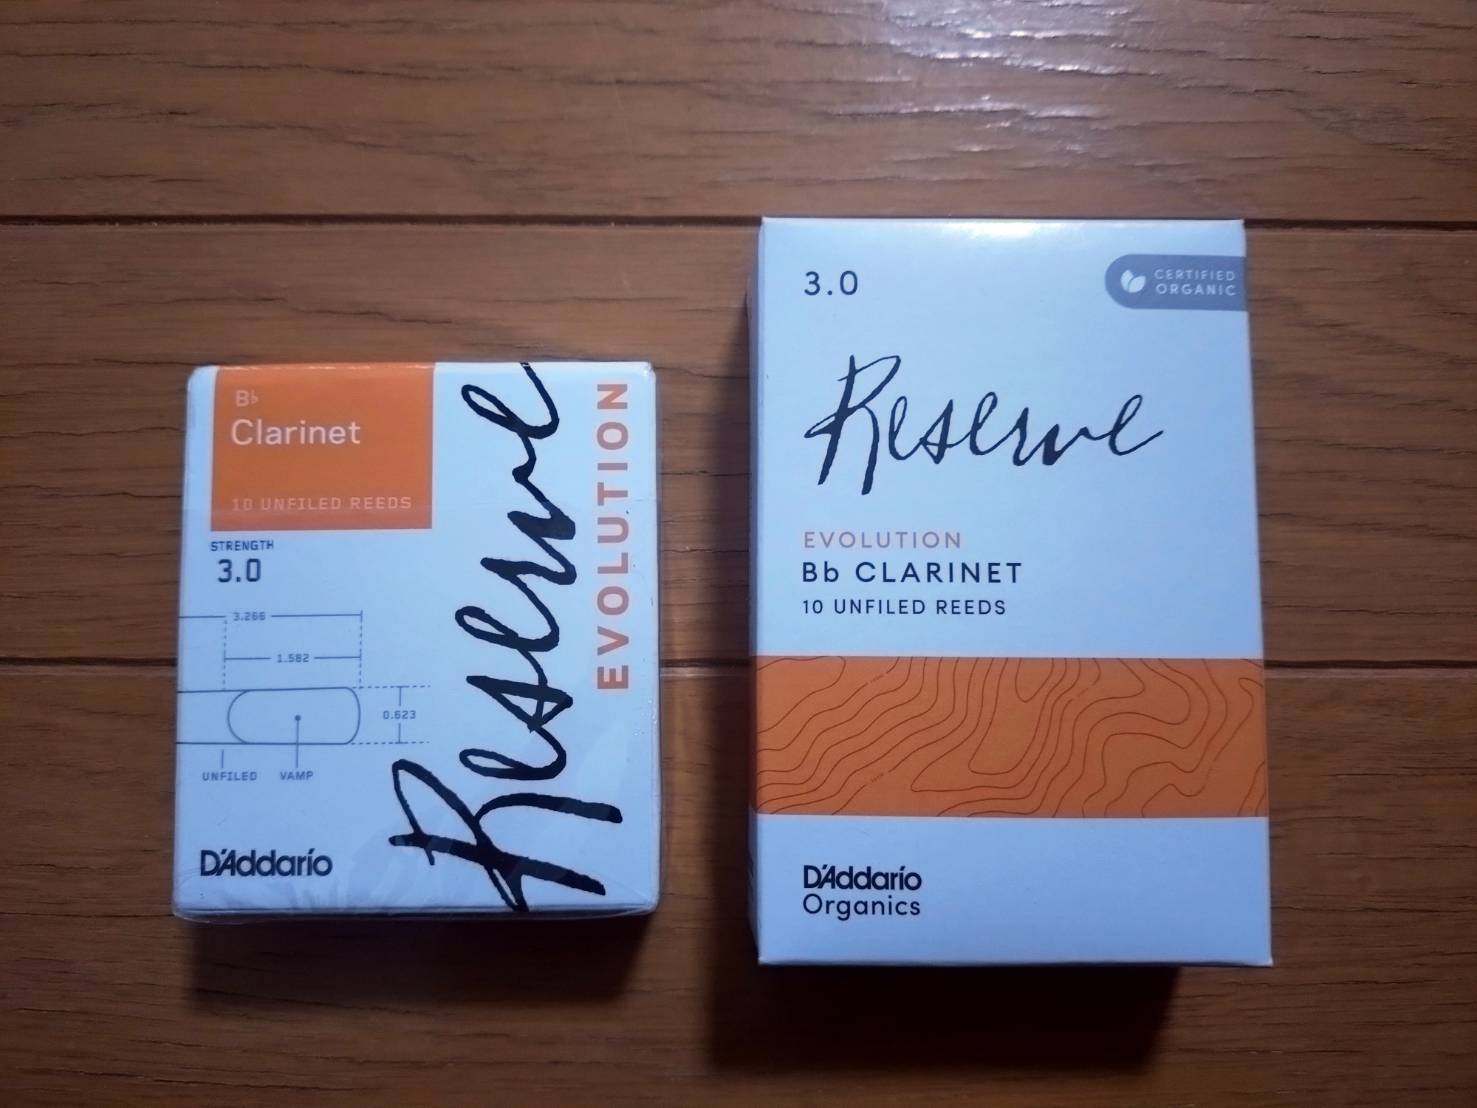 B♭
Clarinet
10 UNFILED REEDS
STRENGTH
3.0
3.266
1.582
0.623
UNFILED VAMP
D'Addario
Reserve
EVOLUTION
3.0
CERTIFIED
ORGANIC
Reserve
EVOLUTION
Bb CLARINET
10 UNFILED REEDS
D'Addario
Organics